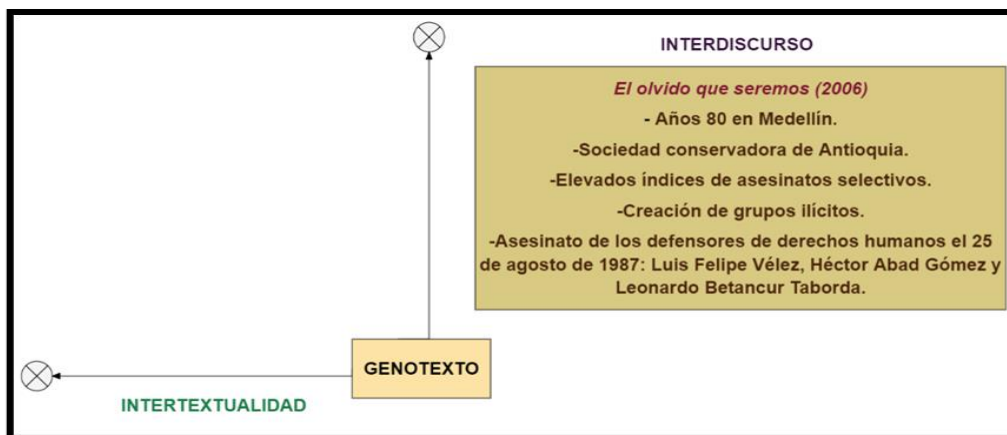 INTERDISCURSO
El olvido que seremos (2006)
- Años 80 en Medellín.
-Sociedad conservadora de Antioquia.
-Elevados índices de asesinatos selectivos.
-Creación de grupos ilícitos.
-Asesinato de los defensores de derechos humanos el 25
de agosto de 1987: Luis Felipe Vélez, Héctor Abad Gómez y
Leonardo Betancur Taborda.
GENOTEXTO
INTERTEXTUALIDAD